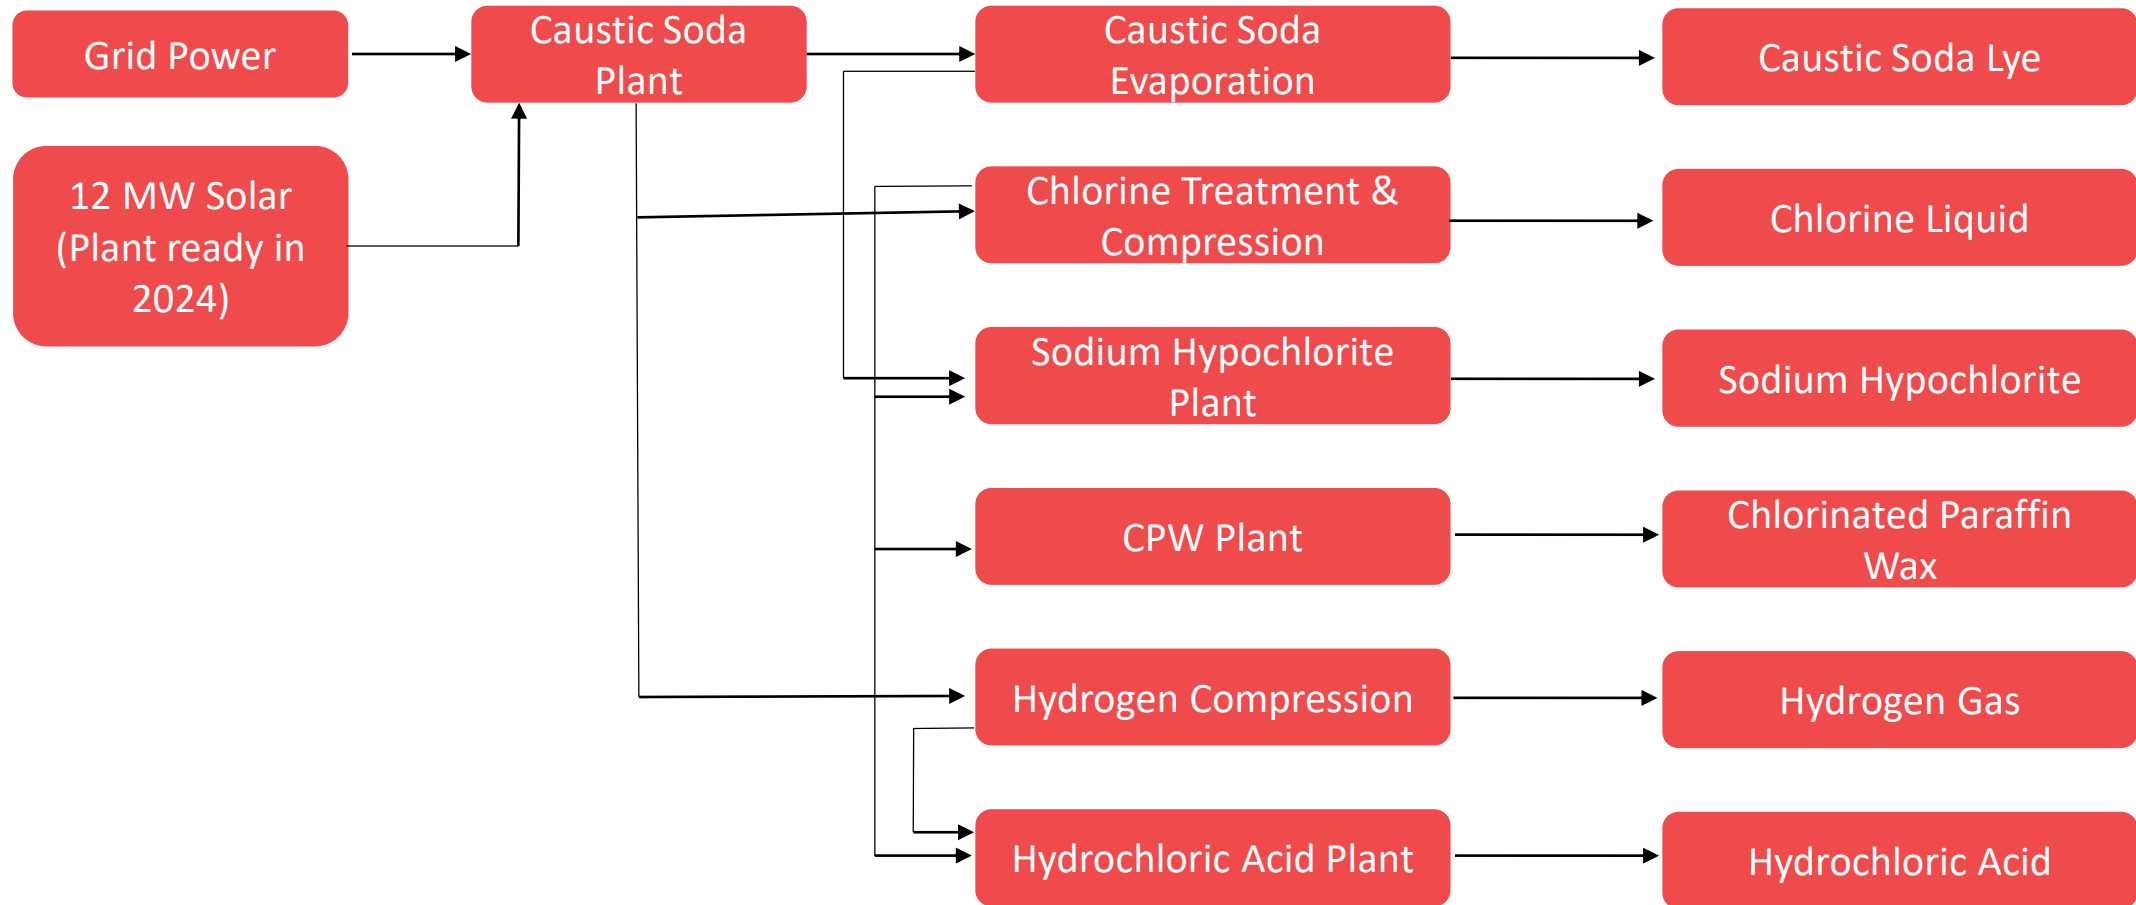 Grid Power
Caustic Soda
Plant
Caustic Soda
Evaporation
Caustic Soda Lye
12 MW Solar
(Plant ready in
2024)
Chlorine Treatment &
Compression
Chlorine Liquid
Sodium Hypochlorite
Plant
Sodium Hypochlorite
CPW Plant
Chlorinated Paraffin
Wax
Hydrogen Compression
Hydrogen Gas
Hydrochloric Acid Plant
Hydrochloric Acid